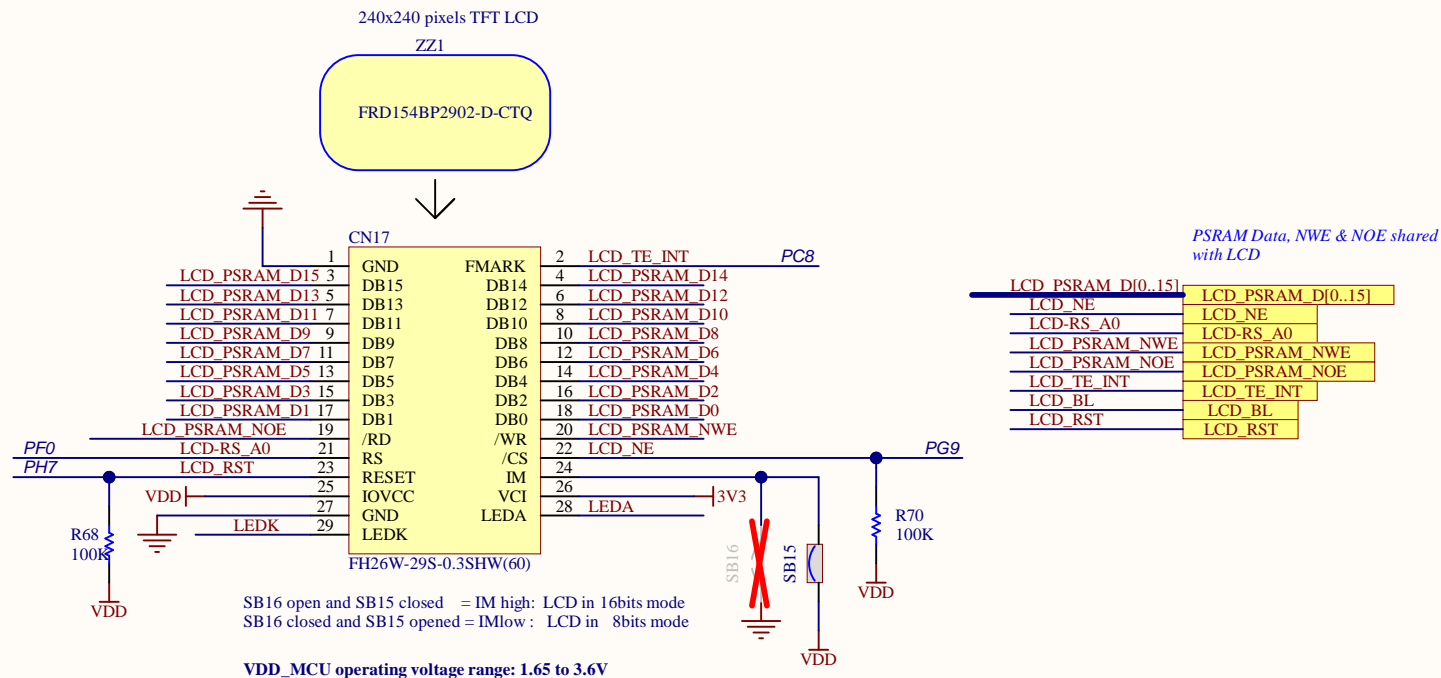 240x240 pixels TFT LCD
ZZ1
FRD154BP2902-D-CTQ
CN17
1 GND FMARK 2 LCD_TE_INT PC8
LCD_PSRAM_D15 3 DB15 DB14 4 LCD_PSRAM_D14
LCD_PSRAM_D13 5 DB13 DB12 6 LCD_PSRAM_D12
LCD_PSRAM_D11 7 DB11 DB10 8 LCD_PSRAM_D10
LCD_PSRAM_D9 9 DB9 DB8 10 LCD_PSRAM_D8
LCD_PSRAM_D7 11 DB7 DB6 12 LCD_PSRAM_D6
LCD_PSRAM_D5 13 DB5 DB4 14 LCD_PSRAM_D4
LCD_PSRAM_D3 15 DB3 DB2 16 LCD_PSRAM_D2
LCD_PSRAM_D1 17 DB1 DB0 18 LCD_PSRAM_D0
LCD_PSRAM_NOE 19 /RD /WR 20 LCD_PSRAM_NWE
PF0 LCD-RS_A0 21 RS /CS 22 LCD_NE PG9
PH7 LCD_RST 23 RESET IM 24
VDD 25 IOVCC VCI 26 3V3
27 GND LEDA 28 LEDA
LEDK 29 LEDK
FH26W-29S-0.3SHW(60)
R68
100K
VDD
SB16
SB15
VDD
R70
100K
VDD
SB16 open and SB15 closed = IM high: LCD in 16bits mode
SB16 closed and SB15 opened = IMlow : LCD in 8bits mode
VDD_MCU operating voltage range: 1.65 to 3.6V
PSRAM Data, NWE & NOE shared
with LCD
LCD_PSRAM_D[0..15] LCD_PSRAM_D[0..15]
LCD_NE LCD_NE
LCD-RS_A0 LCD-RS_A0
LCD_PSRAM_NWE LCD_PSRAM_NWE
LCD_PSRAM_NOE LCD_PSRAM_NOE
LCD_TE_INT LCD_TE_INT
LCD_BL LCD_BL
LCD_RST LCD_RST